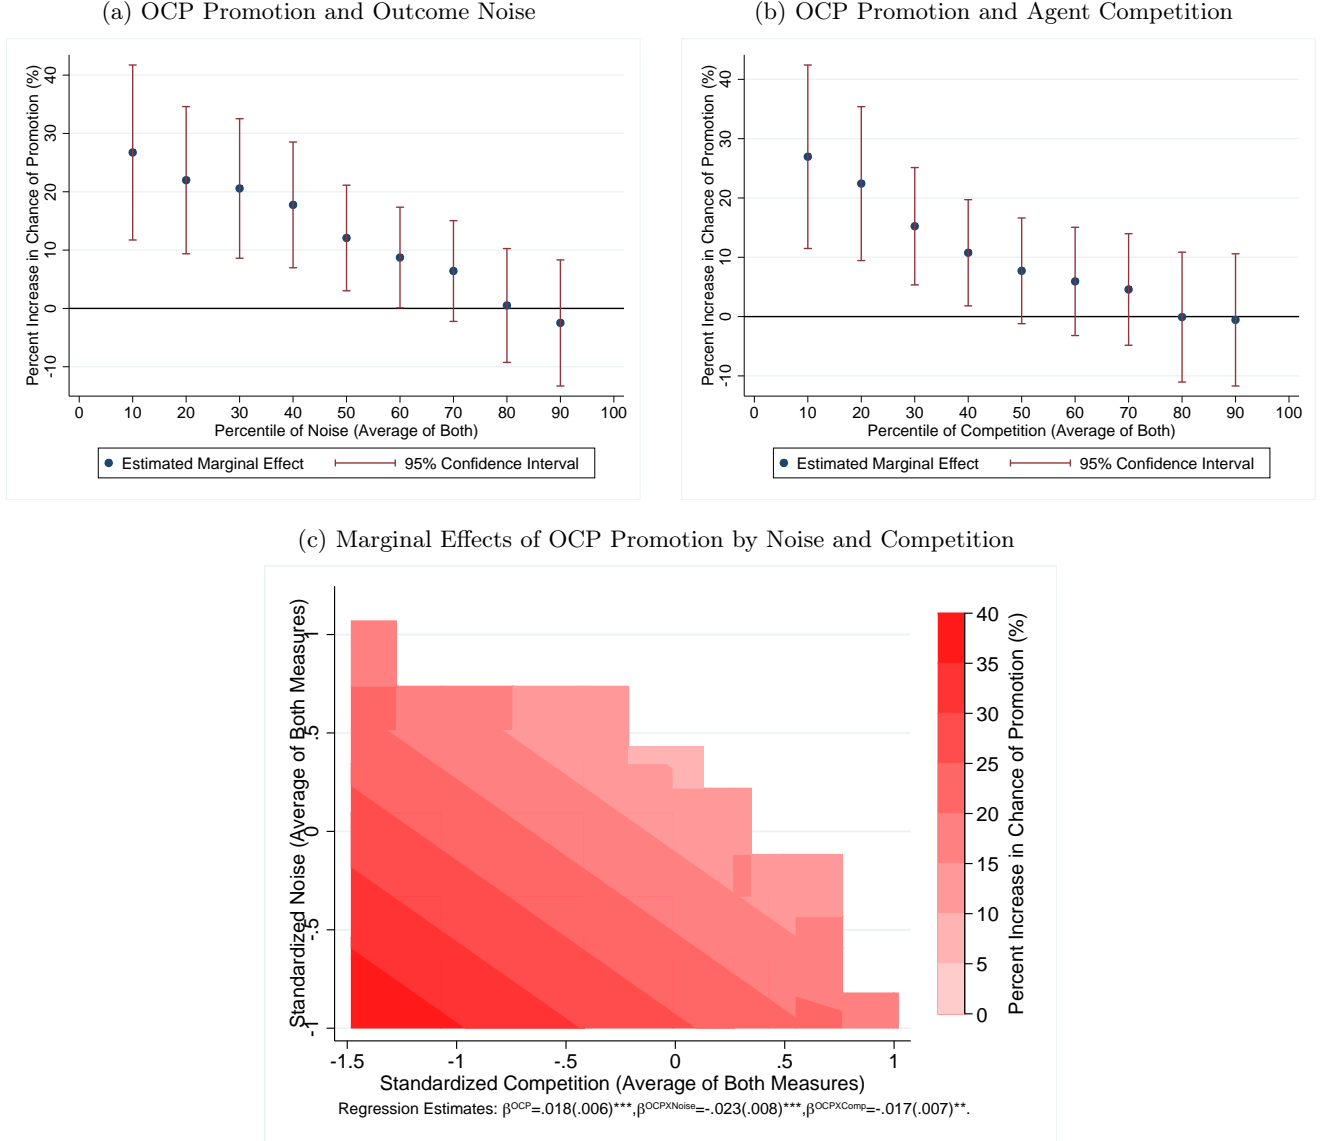 (a) OCP Promotion and Outcome Noise
Percent Increase in Chance of Promotion (%)
40
30
20
10
0
-10
0 10 20 30 40 50 60 70 80 90 100
Percentile of Noise (Average of Both)
Estimated Marginal Effect 95% Confidence Interval
(b) OCP Promotion and Agent Competition
Percent Increase in Chance of Promotion (%)
40
30
20
10
0
-10
0 10 20 30 40 50 60 70 80 90 100
Percentile of Competition (Average of Both)
Estimated Marginal Effect 95% Confidence Interval
(c) Marginal Effects of OCP Promotion by Noise and Competition
Standardized Noise (Average of Both Measures)
1
.5
0
-.5
-1
-1.5 -1 -.5 0 .5 1
Standardized Competition (Average of Both Measures)
40
35
30
25
20
15
10
5
0
Percent Increase in Chance of Promotion (%)
Regression Estimates: β^OCP=.018(.006)***,β^OCPXNoise=-.023(.008)***,β^OCPXComp=-.017(.007)**.